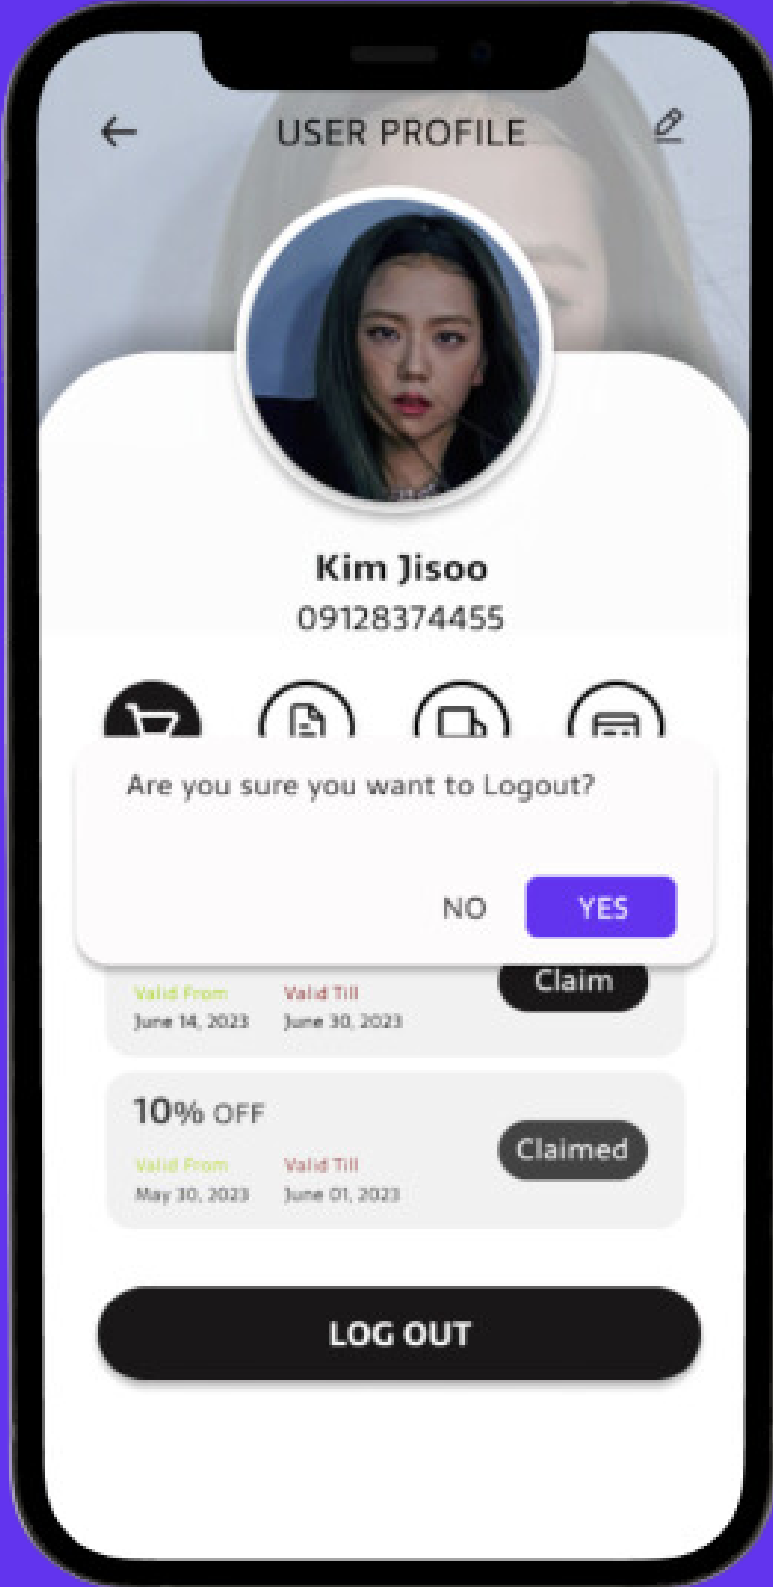 USER PROFILE
Kim Jisoo
09128374455
Are you sure you want to Logout?
NO YES
Claim
Valid From Valid Till
June 14, 2023 June 30, 2023
10% OFF
Claimed
Valid From Valid Till
May 30, 2023 June 01, 2023
LOG OUT